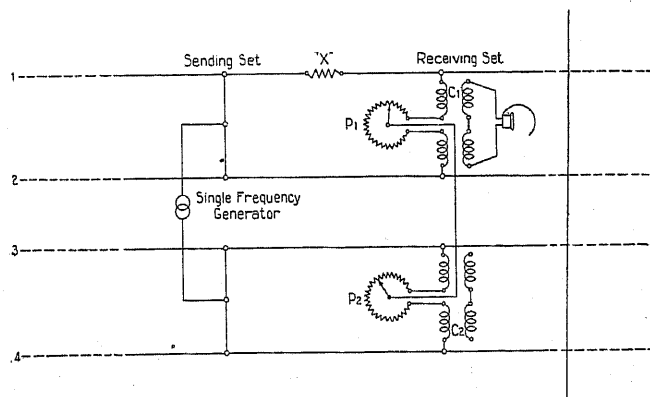 Sending Set
"X"
Receiving Set
1
C1
P1
2
Single Frequency
Generator
.3
P2
C2
.4